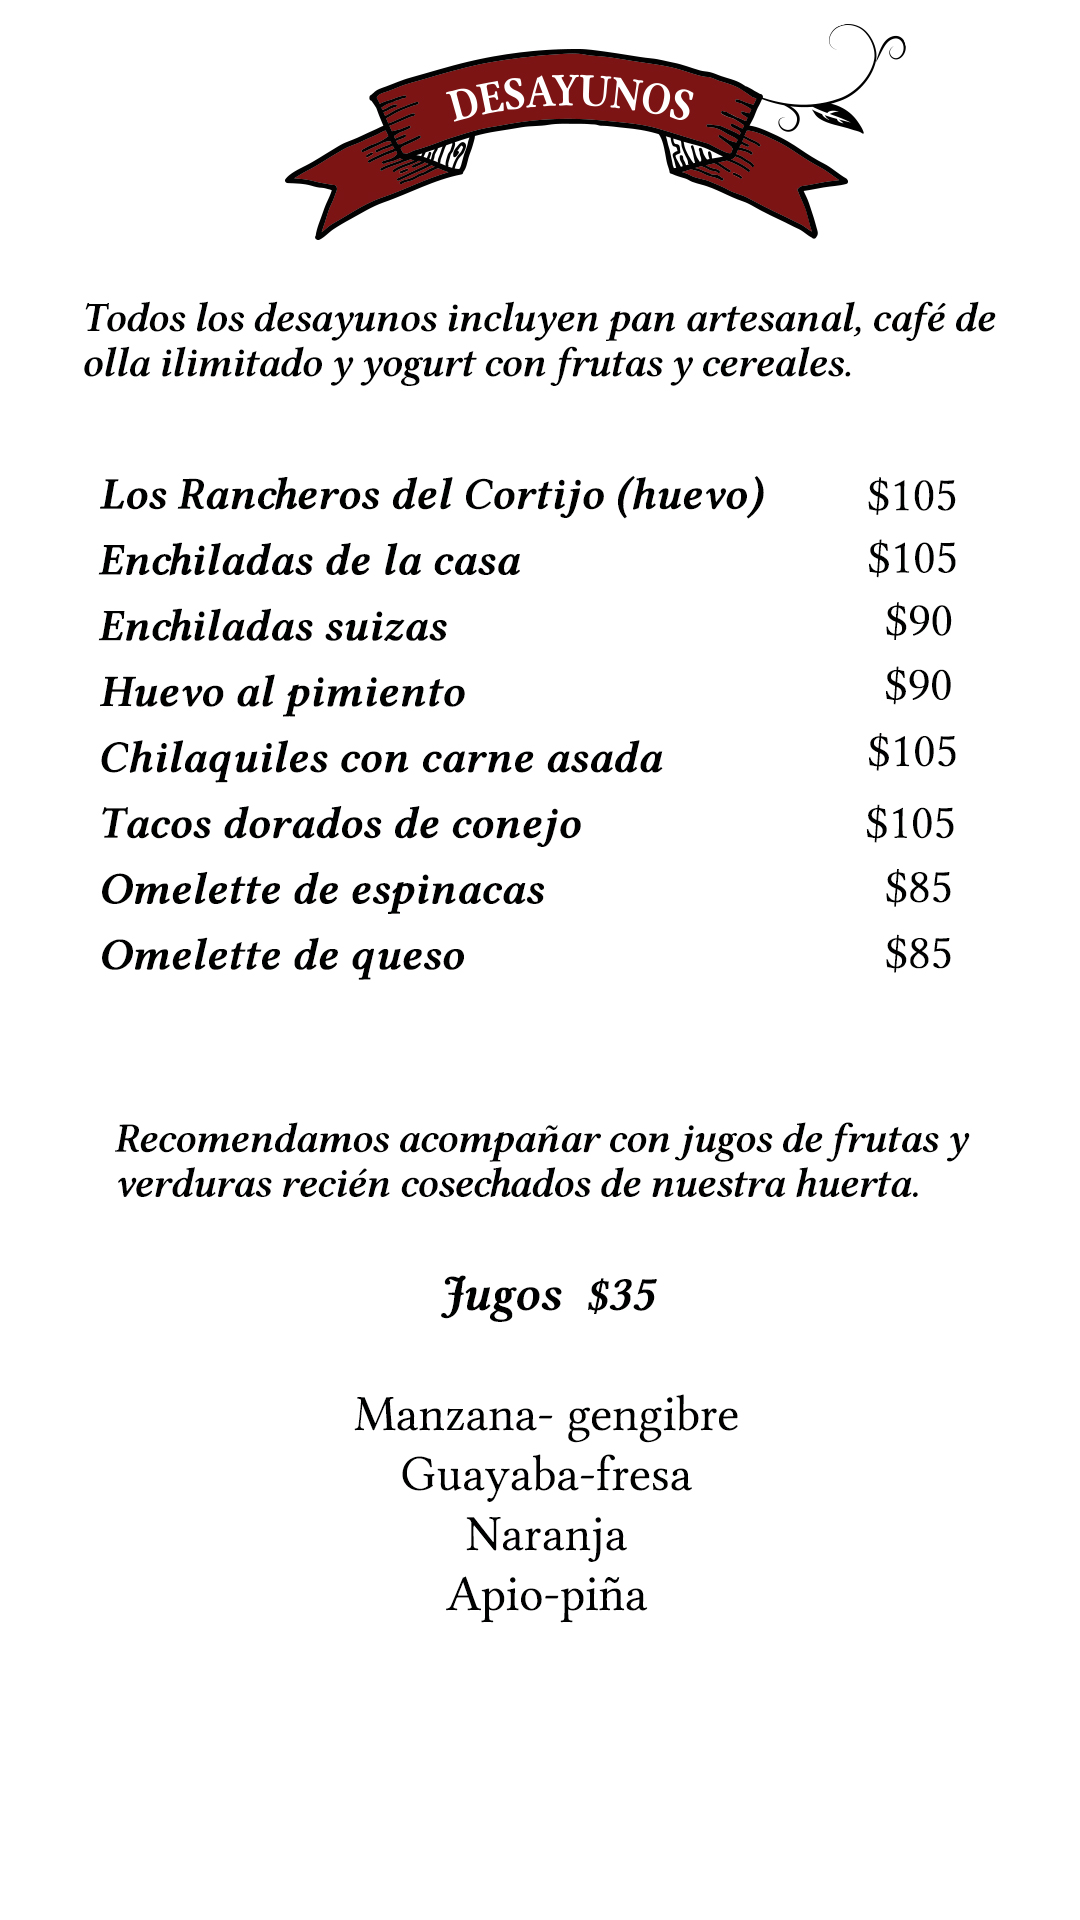 DESAYUNOS
Todos los desayunos incluyen pan artesanal, café de
olla ilimitado y yogurt con frutas y cereales.
Los Rancheros del Cortijo (huevo) $105
Enchiladas de la casa $105
Enchiladas suizas $90
Huevo al pimiento $90
Chilaquiles con carne asada $105
Tacos dorados de conejo $105
Omelette de espinacas $85
Omelette de queso $85
Recomendamos acompañar con jugos de frutas y
verduras recién cosechados de nuestra huerta.
Jugos $35
Manzana- gengibre
Guayaba-fresa
Naranja
Apio-piña